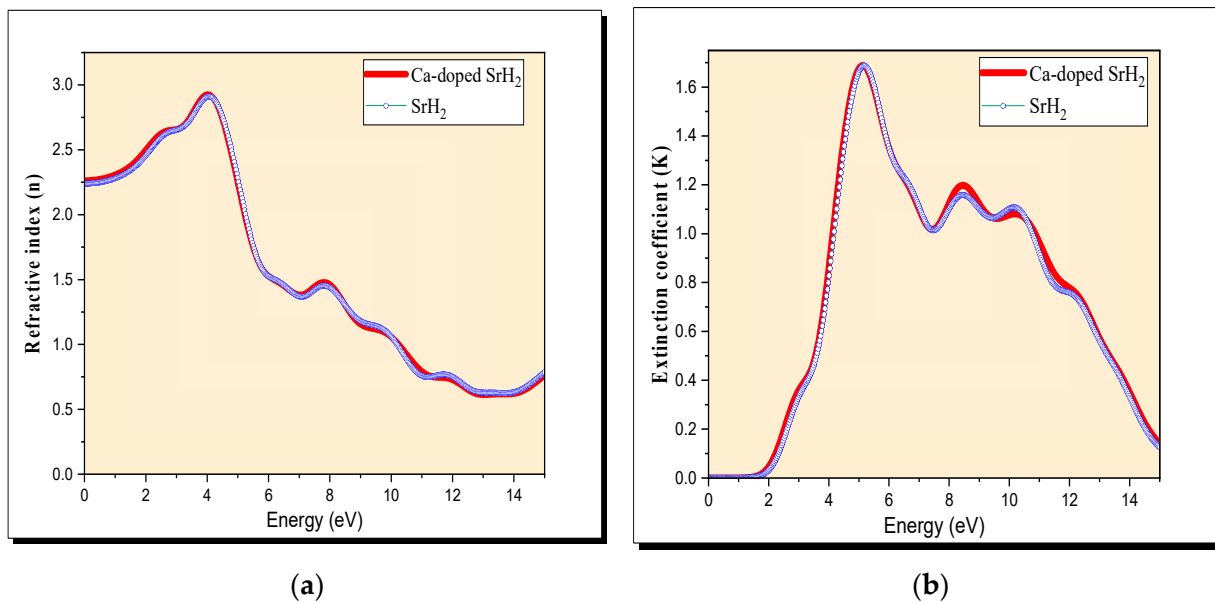 Refractive index (n)
3.0
2.5
2.0
1.5
1.0
0.5
0.0
0 2 4 6 8 10 12 14
Energy (eV)
Ca-doped SrH₂
SrH₂
(a)
Extinction coefficient (K)
1.6
1.4
1.2
1.0
0.8
0.6
0.4
0.2
0.0
0 2 4 6 8 10 12 14
Energy (eV)
Ca-doped SrH₂
SrH₂
(b)